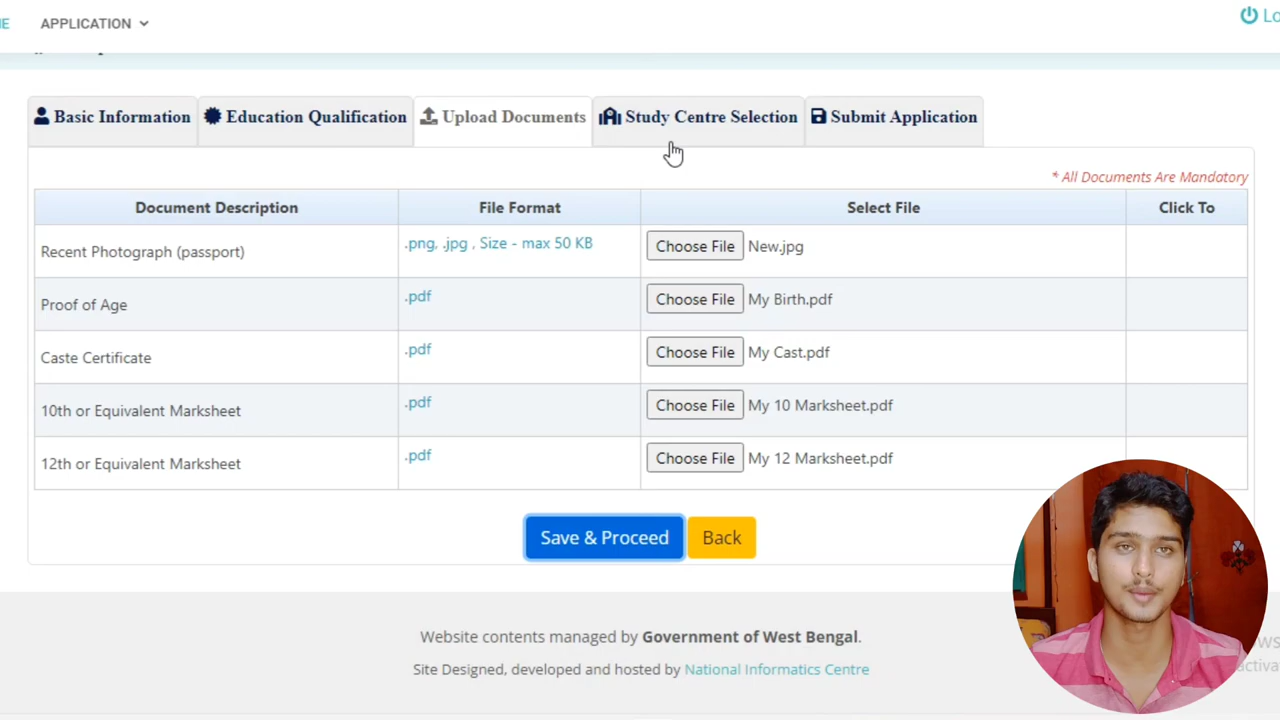 APPLICATION
Basic Information
Education Qualification
Upload Documents
Study Centre Selection
Submit Application
* All Documents Are Mandatory
Document Description File Format Select File Click To
Recent Photograph (passport) .png, .jpg , Size - max 50 KB Choose File New.jpg
Proof of Age .pdf Choose File My Birth.pdf
Caste Certificate .pdf Choose File My Cast.pdf
10th or Equivalent Marksheet .pdf Choose File My 10 Marksheet.pdf
12th or Equivalent Marksheet .pdf Choose File My 12 Marksheet.pdf
Save & Proceed Back
Website contents managed by Government of West Bengal.
Site Designed, developed and hosted by National Informatics Centre